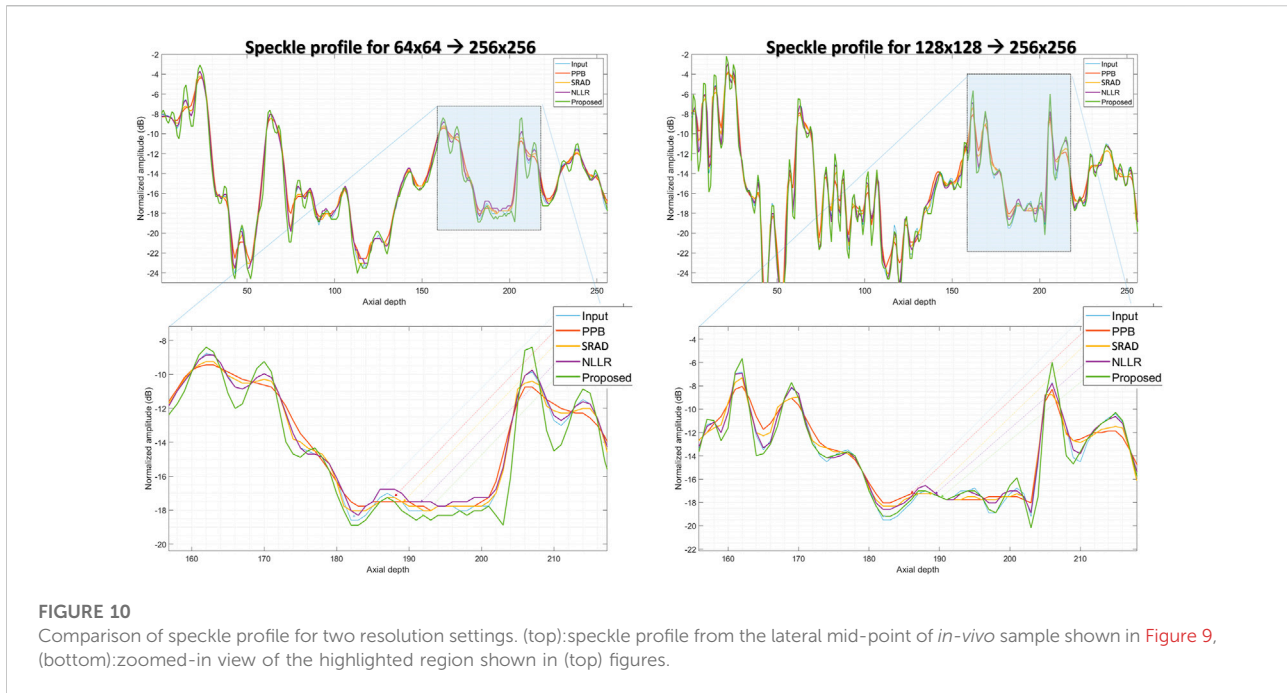 Speckle profile for 64x64 → 256x256
-2
-4
-6
-8
-10
-12
-14
-16
-18
-20
-22
-24
Normalized amplitude (dB)
50
100
150
200
250
Axial depth
Input
PPB
SRAD
NLLR
Proposed
Speckle profile for 128x128 → 256x256
-2
-4
-6
-8
-10
-12
-14
-16
-18
-20
-22
-24
Normalized amplitude (dB)
50
100
150
200
250
Axial depth
Input
PPB
SRAD
NLLR
Proposed
-8
-10
-12
-14
-16
-18
-20
Normalized amplitude (dB)
160
170
180
190
200
210
Axial depth
Input
PPB
SRAD
NLLR
Proposed
-4
-6
-8
-10
-12
-14
-16
-18
-20
-22
Normalized amplitude (dB)
160
170
180
190
200
210
Axial depth
Input
PPB
SRAD
NLLR
Proposed
FIGURE 10
Comparison of speckle profile for two resolution settings. (top):speckle profile from the lateral mid-point of in-vivo sample shown in Figure 9,
(bottom):zoomed-in view of the highlighted region shown in (top) figures.